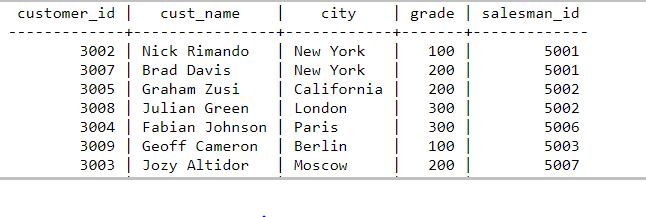 customer_id | cust_name | city | grade | salesman_id
-------------+----------------+------------+-------+-------------
3002 | Nick Rimando | New York | 100 | 5001
3007 | Brad Davis | New York | 200 | 5001
3005 | Graham Zusi | California | 200 | 5002
3008 | Julian Green | London | 300 | 5002
3004 | Fabian Johnson | Paris | 300 | 5006
3009 | Geoff Cameron | Berlin | 100 | 5003
3003 | Jozy Altidor | Moscow | 200 | 5007